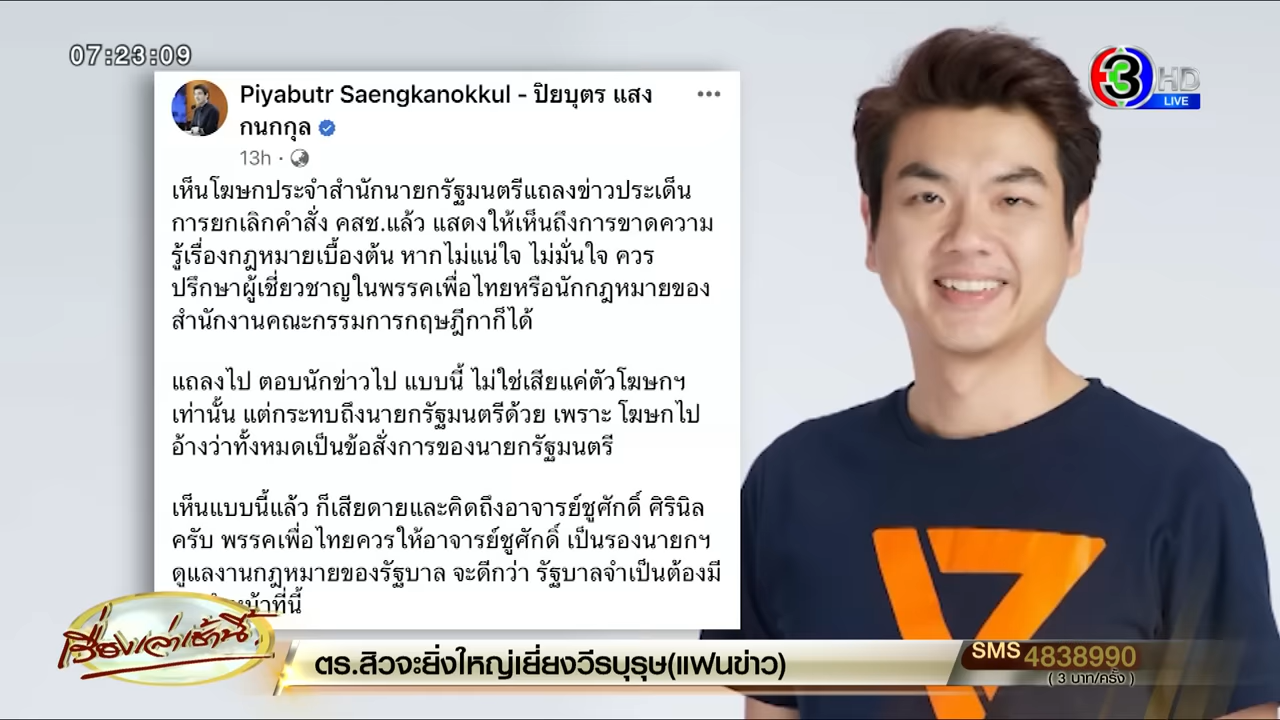 07:23:09
Piyabutr Saengkanokkul - ปิยบุตร แสง
กนกกุล
13h ·
เห็นโฆษกประจำสำนักนายกรัฐมนตรีแถลงข่าวประเด็น
การยกเลิกคำสั่ง คสช.แล้ว แสดงให้เห็นถึงการขาดความ
รู้เรื่องกฎหมายเบื้องต้น หากไม่แน่ใจ ไม่มั่นใจ ควร
ปรึกษาผู้เชี่ยวชาญในพรรคเพื่อไทยหรือนักกฎหมายของ
สำนักงานคณะกรรมการกฤษฎีกาก็ได้
แถลงไป ตอบนักข่าวไป แบบนี้ ไม่ใช่เสียแค่ตัวโฆษกฯ
เท่านั้น แต่กระทบถึงนายกรัฐมนตรีด้วย เพราะ โฆษกไป
อ้างว่าทั้งหมดเป็นข้อสั่งการของนายกรัฐมนตรี
เห็นแบบนี้แล้ว ก็เสียดายและคิดถึงอาจารย์ชูศักดิ์ ศิรินิล
ครับ พรรคเพื่อไทยควรให้อาจารย์ชูศักดิ์ เป็นรองนายกฯ
ดูแลงานกฎหมายของรัฐบาล จะดีกว่า รัฐบาลจำเป็นต้องมี
หน้าที่นี้
3 HD
LIVE
เรื่องเล่าเช้านี้
ตร.สิวจะยิ่งใหญ่เยี่ยงวีรบุรุษ(แฟนข่าว)
SMS 4838990
( 3 บาท/ครั้ง )